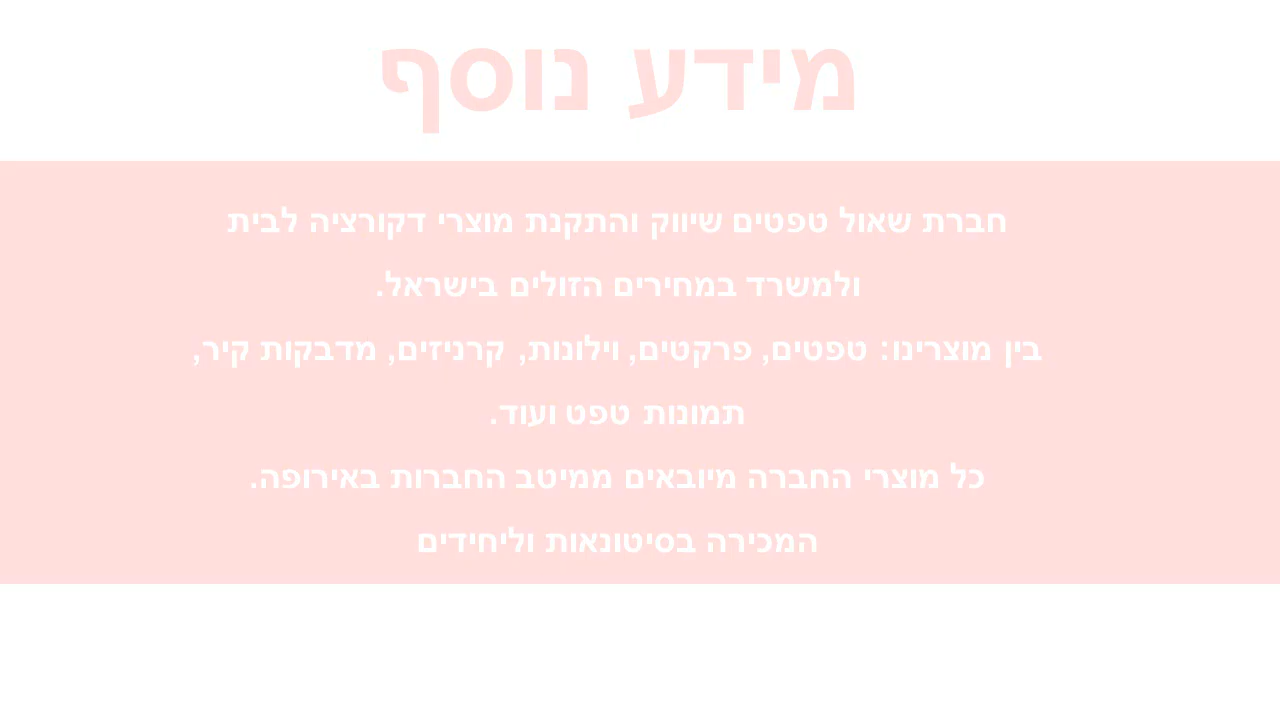 מידע נוסף
חברת שאול טפטים שיווק והתקנת מוצרי דקורציה לבית
ולמשרד במחירים הזולים בישראל.
בין מוצרינו: טפטים, פרקטים, וילונות, קרניזים, מדבקות קיר,
תמונות טפט ועוד.
כל מוצרי החברה מיובאים ממיטב החברות באירופה.
המכירה בסיטונאות וליחידים